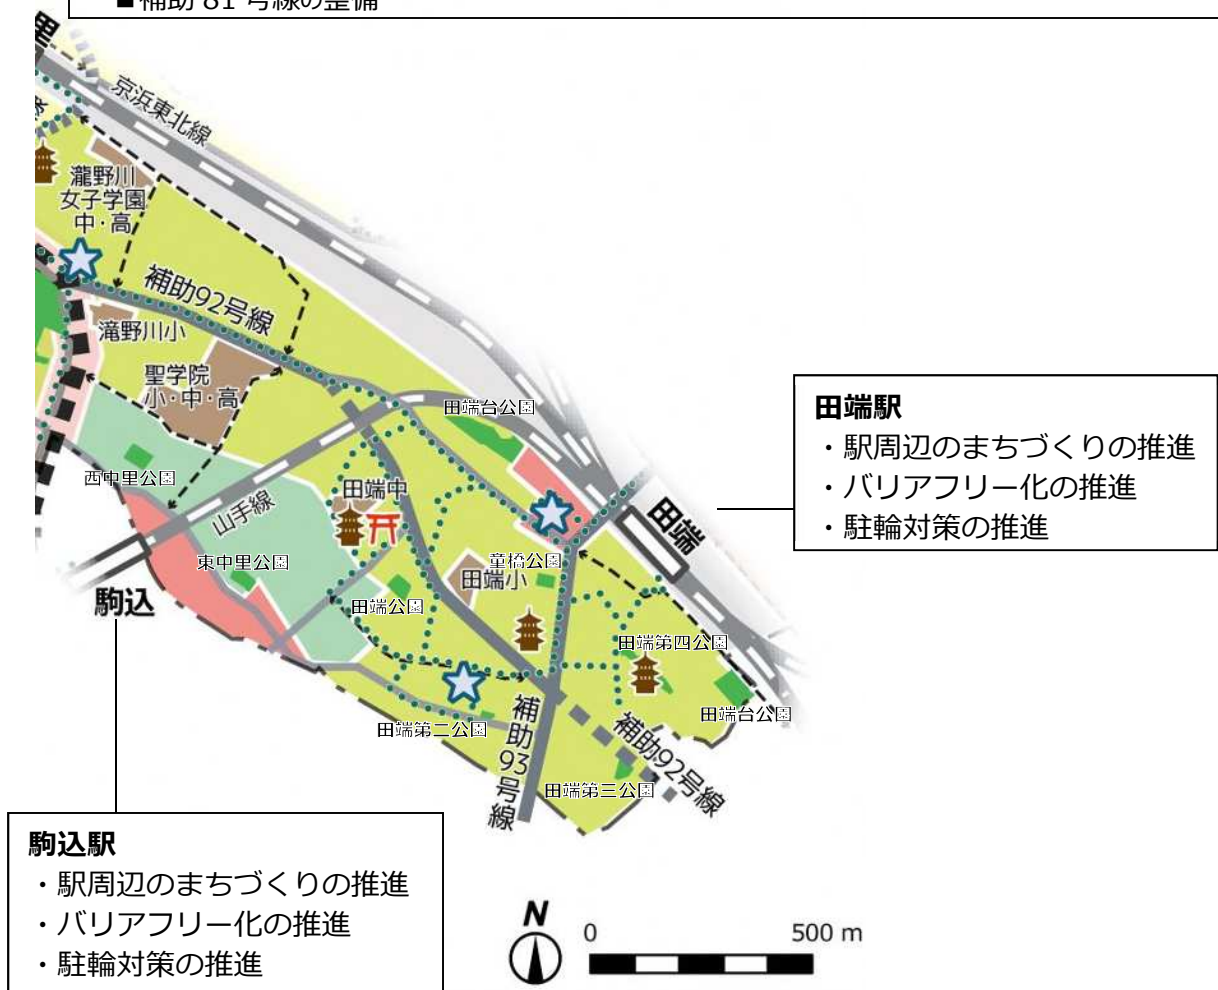 ■補助 81 号線の整備
里
京浜東北線
瀧野川
女子学園
中・高
補助92号線
滝野川小
聖学院
小・中・高
田端台公園
西中里公園
山手線
田端中
田端駅
・駅周辺のまちづくりの推進
・バリアフリー化の推進
・駐輪対策の推進
田端
東中里公園
童橋公園
田端小
駒込
田端公園
田端第四公園
田端台公園
田端第二公園
補助93号線
補助92号線
田端第三公園
駒込駅
・駅周辺のまちづくりの推進
・バリアフリー化の推進
・駐輪対策の推進
N
0 500 m